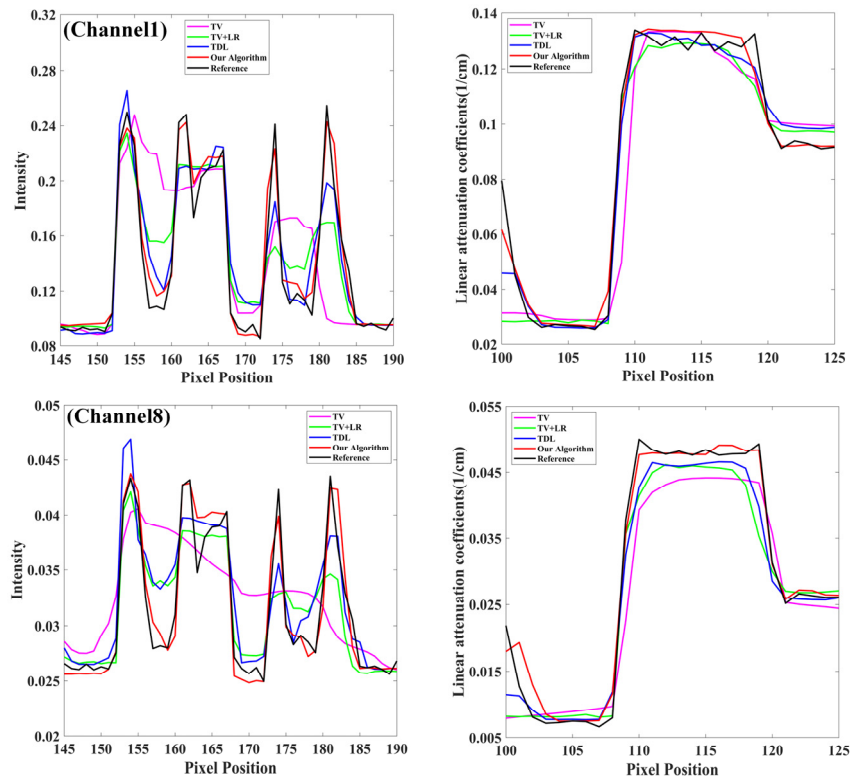 (Channel1)
TV
TV+LR
TDL
Our Algorithm
Reference
Intensity
0.32
0.28
0.24
0.2
0.16
0.12
0.08
145 150 155 160 165 170 175 180 185 190
Pixel Position
TV
TV+LR
TDL
Our Algorithm
Reference
Linear attenuation coefficients(1/cm)
0.14
0.12
0.1
0.08
0.06
0.04
0.02
100 105 110 115 120 125
Pixel Position
(Channel8)
TV
TV+LR
TDL
Our Algorithm
Reference
Intensity
0.05
0.045
0.04
0.035
0.03
0.025
0.02
145 150 155 160 165 170 175 180 185 190
Pixel Position
TV
TV+LR
TDL
Our Algorithm
Reference
Linear attenuation coefficients(1/cm)
0.055
0.045
0.035
0.025
0.015
0.005
100 105 110 115 120 125
Pixel Position